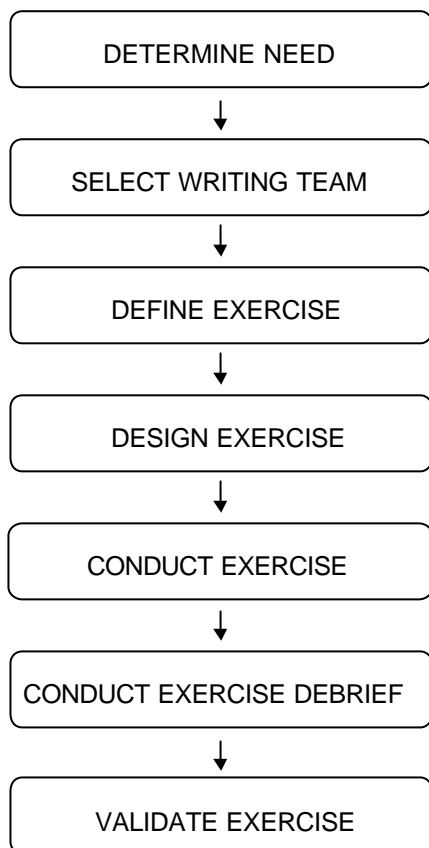 DETERMINE NEED
SELECT WRITING TEAM
DEFINE EXERCISE
DESIGN EXERCISE
CONDUCT EXERCISE
CONDUCT EXERCISE DEBRIEF
VALIDATE EXERCISE